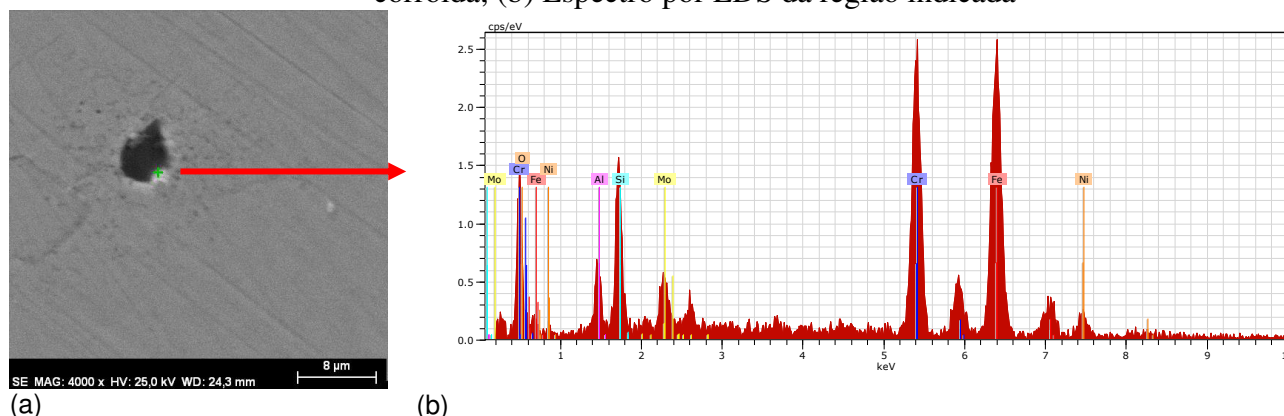 corroída, (b) Espectro por EDS da região indicada
cps/eV
2.5
2.0
1.5
1.0
0.5
0.0
O
Cr
Ni
Mo
Fe
Al
Si
Mo
Cr
Fe
Ni
1 2 3 4 5 6 7 8 9
keV
8 µm
SE MAG: 4000 x HV: 25,0 kV WD: 24,3 mm
(a) (b)